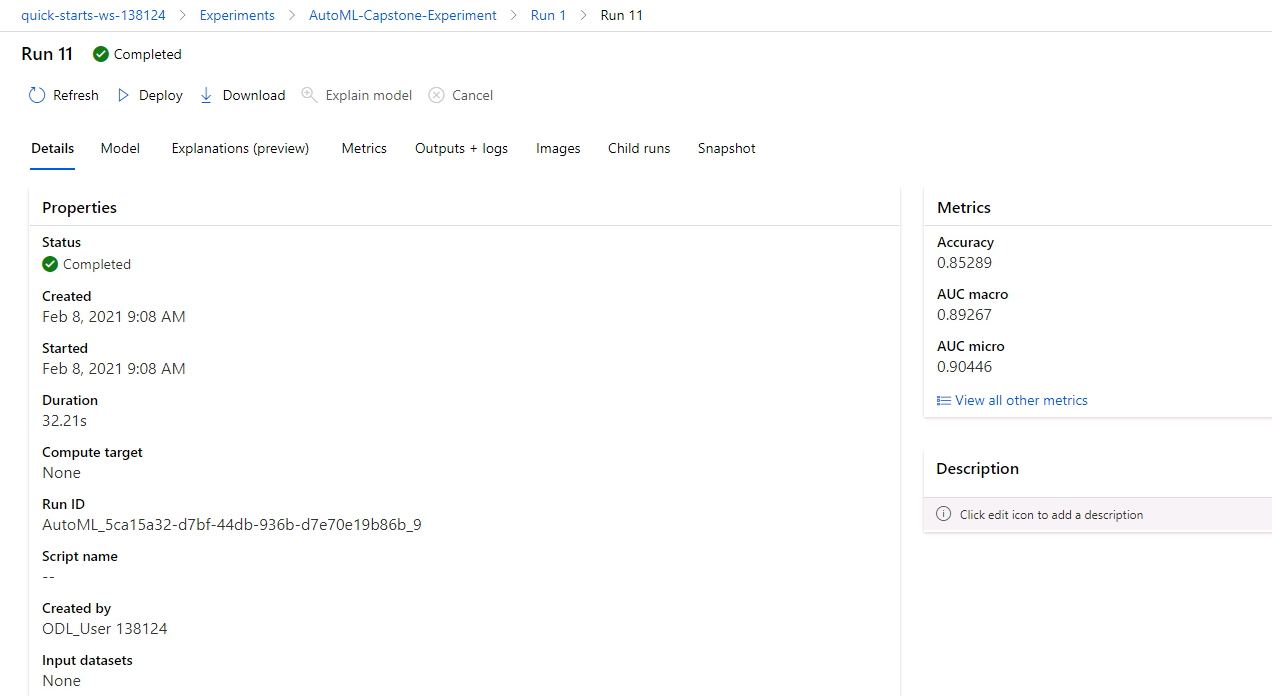 quick-starts-ws-138124 > Experiments > AutoML-Capstone-Experiment > Run 1 > Run 11
Run 11 Completed
Refresh Deploy Download Explain model Cancel
Details Model Explanations (preview) Metrics Outputs + logs Images Child runs Snapshot
Properties
Status
Completed
Created
Feb 8, 2021 9:08 AM
Started
Feb 8, 2021 9:08 AM
Duration
32.21s
Compute target
None
Run ID
AutoML_5ca15a32-d7bf-44db-936b-d7e70e19b86b_9
Script name
--
Created by
ODL_User 138124
Input datasets
None
Metrics
Accuracy
0.85289
AUC macro
0.89267
AUC micro
0.90446
View all other metrics
Description
Click edit icon to add a description